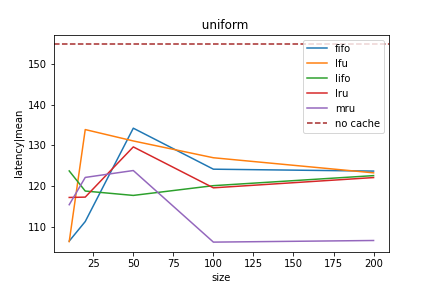 uniform
latency|mean
150
140
130
120
110
fifo
lfu
lifo
lru
mru
no cache
25 50 75 100 125 150 175 200
size